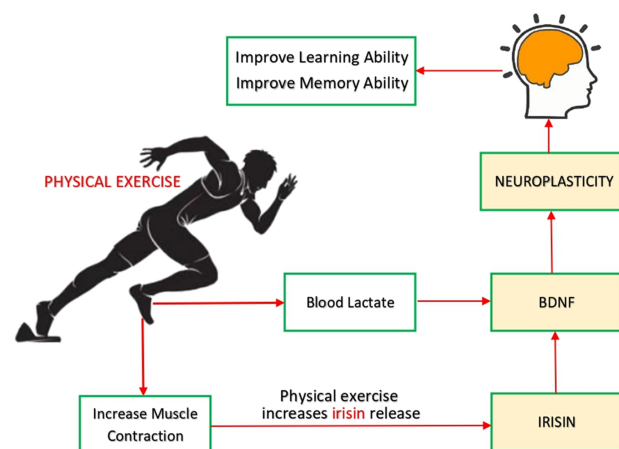 Improve Learning Ability
Improve Memory Ability
PHYSICAL EXERCISE
NEUROPLASTICITY
Blood Lactate
BDNF
Physical exercise
increases irisin release
Increase Muscle
Contraction
IRISIN